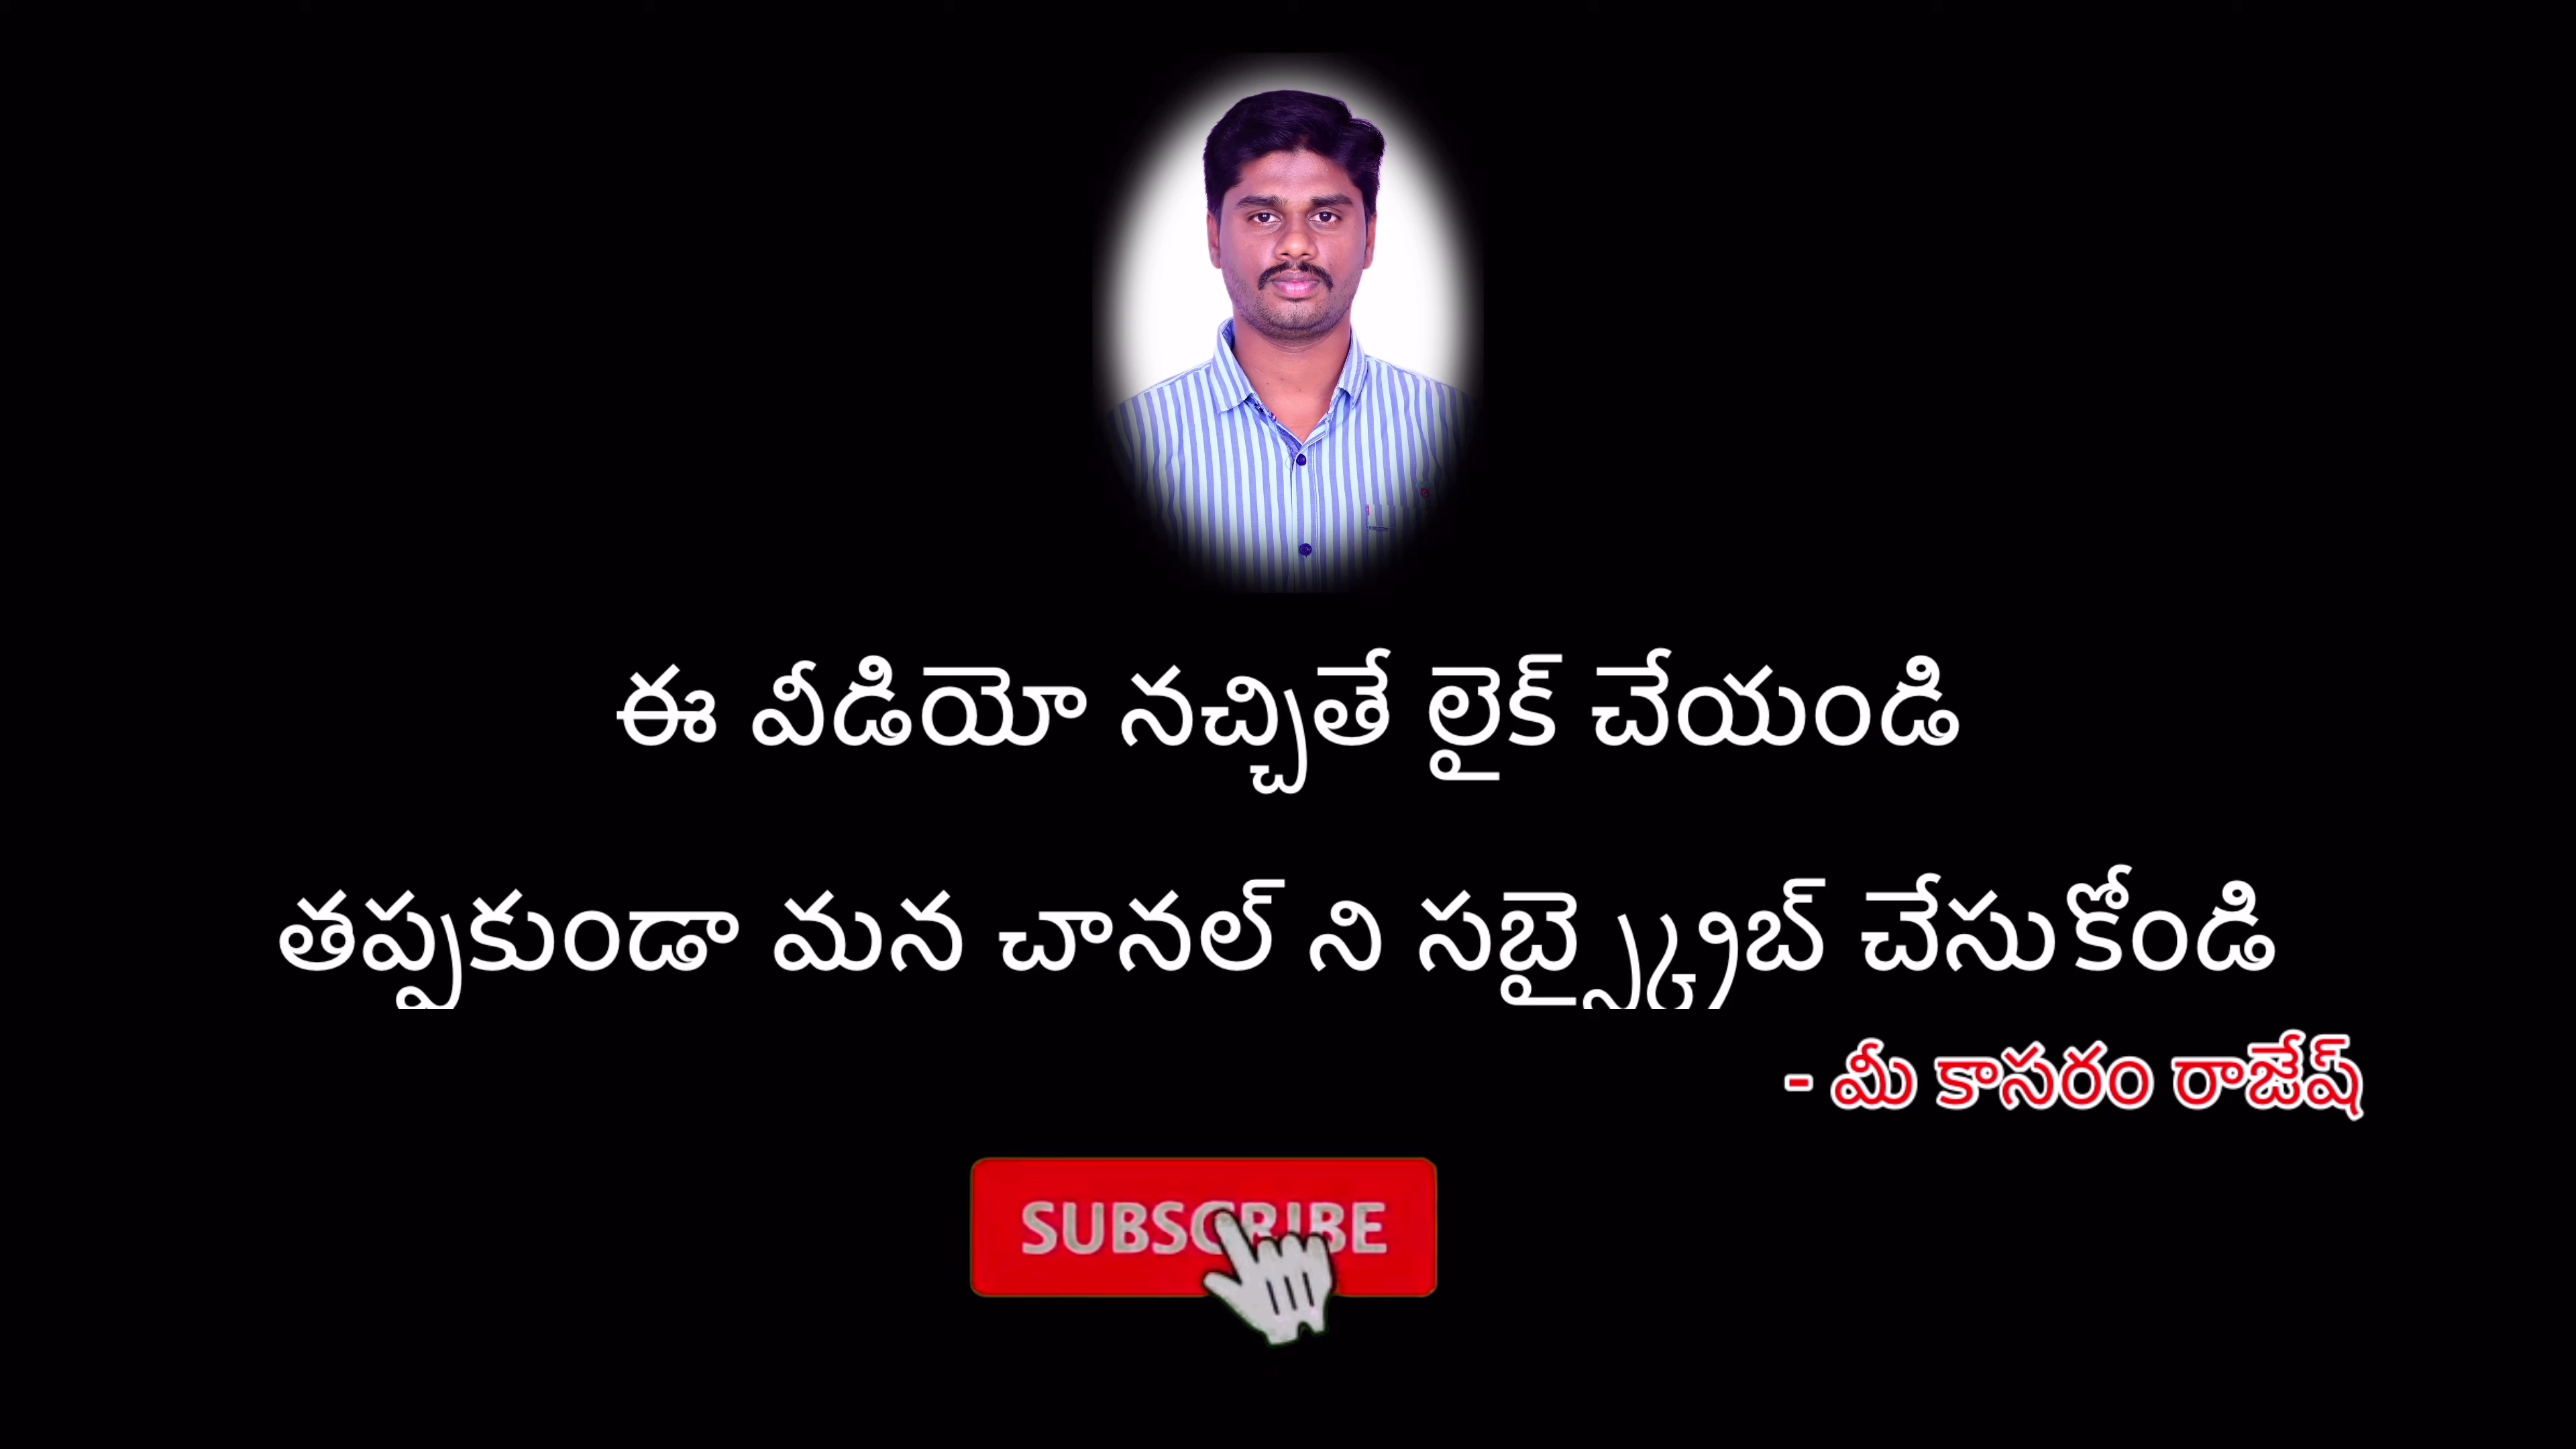 ఈ వీడియో నచ్చితే లైక్ చేయండి
తప్పకుండా మన చానల్ ని సబ్స్క్రైబ్ చేసుకోండి
- మీ కాసరం రాజేష్
SUBSCRIBE